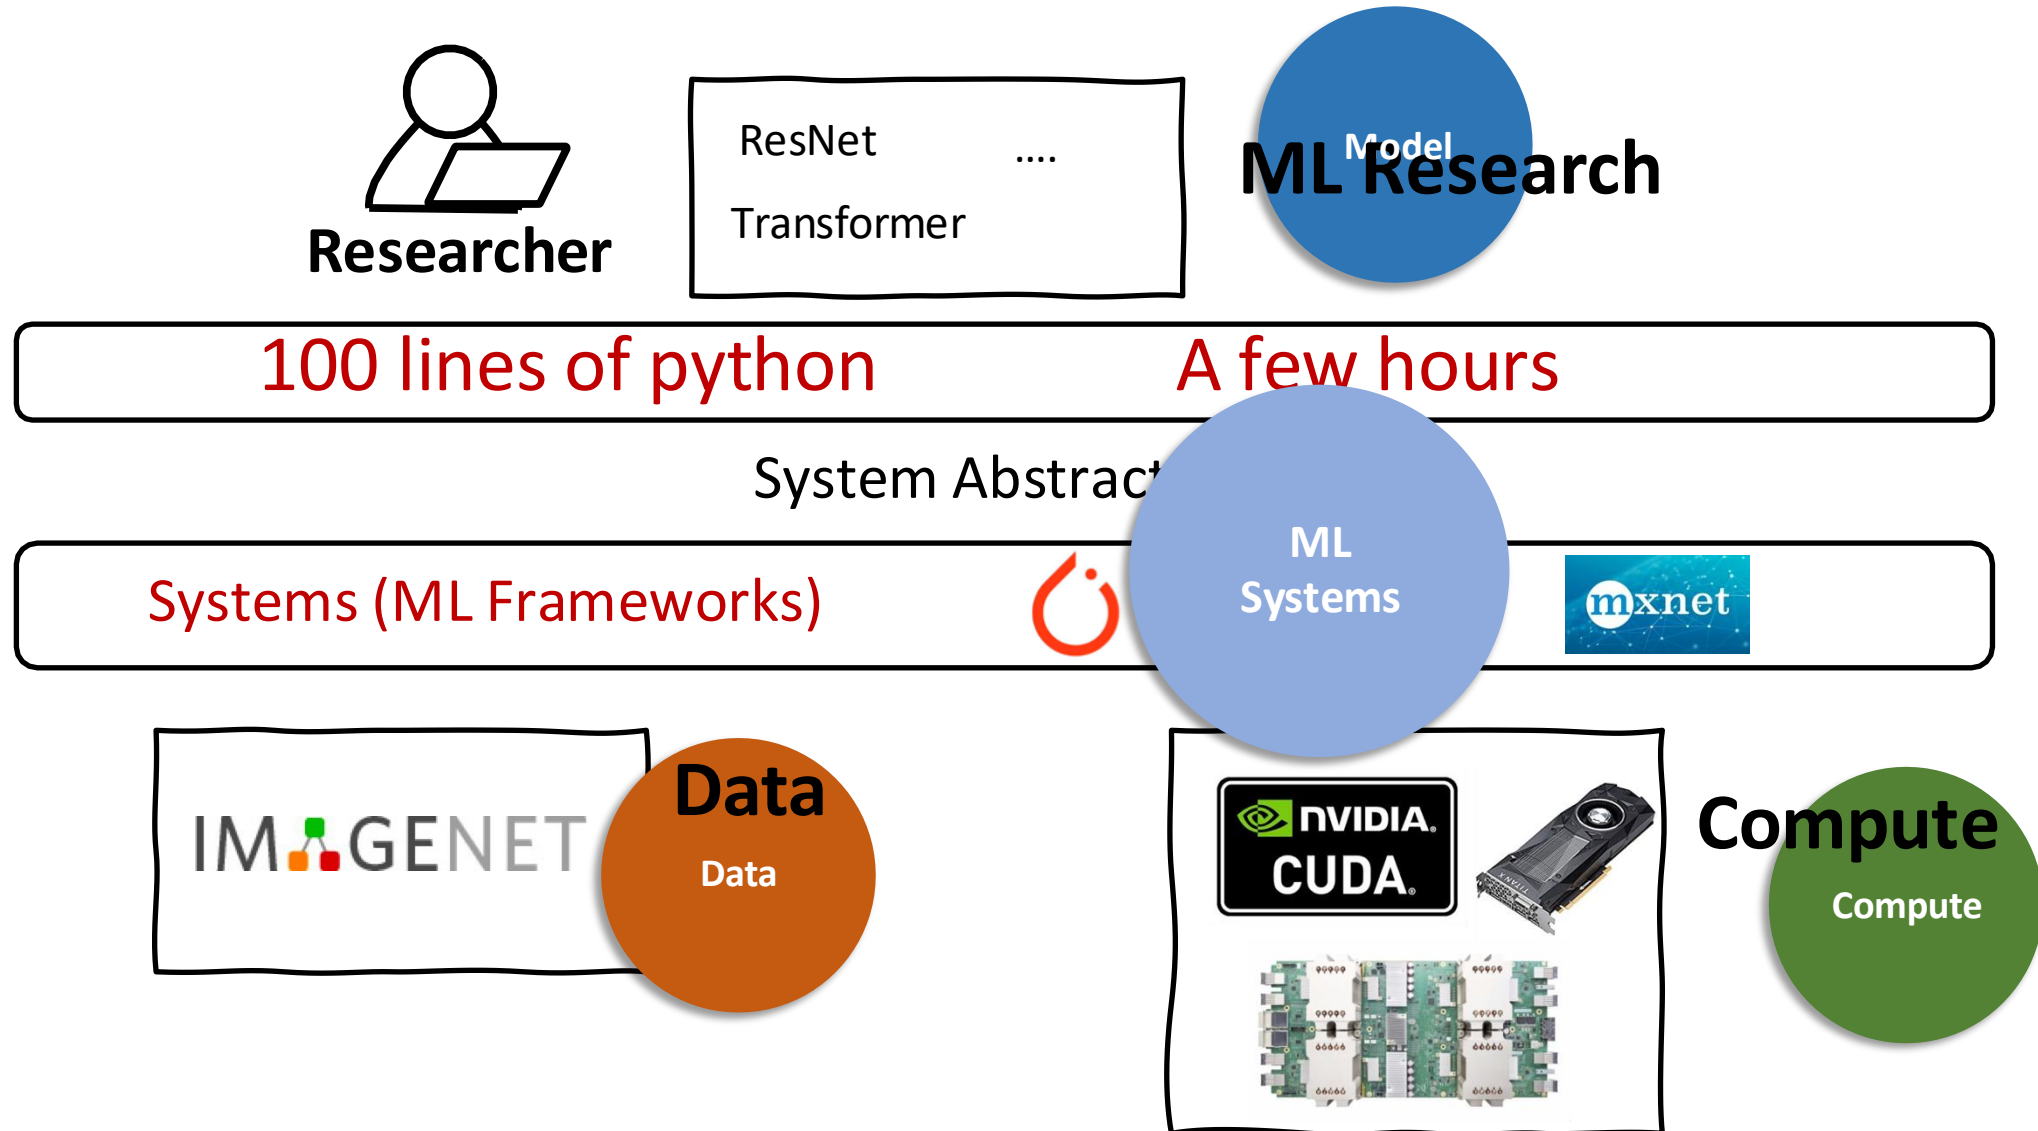 ResNet ....
Transformer
Researcher
Model
ML Research
100 lines of python A few hours
System Abstract
ML
Systems
Systems (ML Frameworks)
mxnet
IMAGENET
Data
Data
NVIDIA.
CUDA.
TITAN X
Compute
Compute